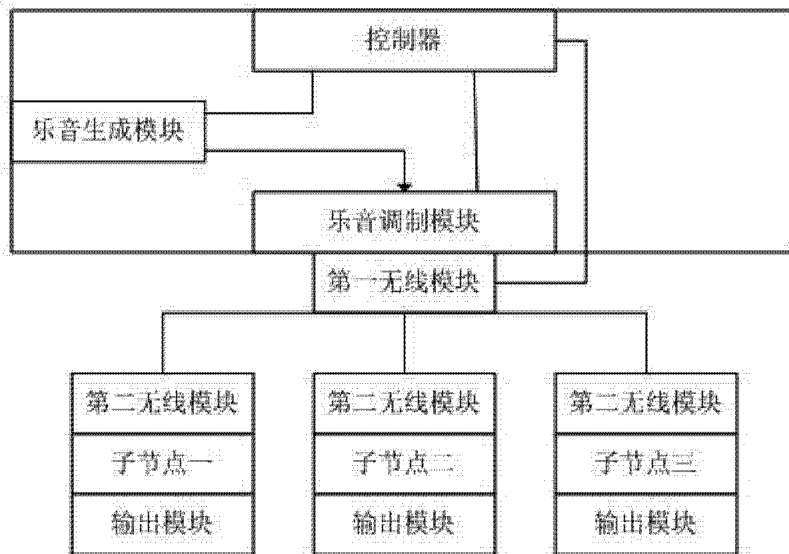 控制器
乐音生成模块
乐音调制模块
第一无线模块
第二无线模块
第二无线模块
第二无线模块
子节点一
子节点二
子节点三
输出模块
输出模块
输出模块